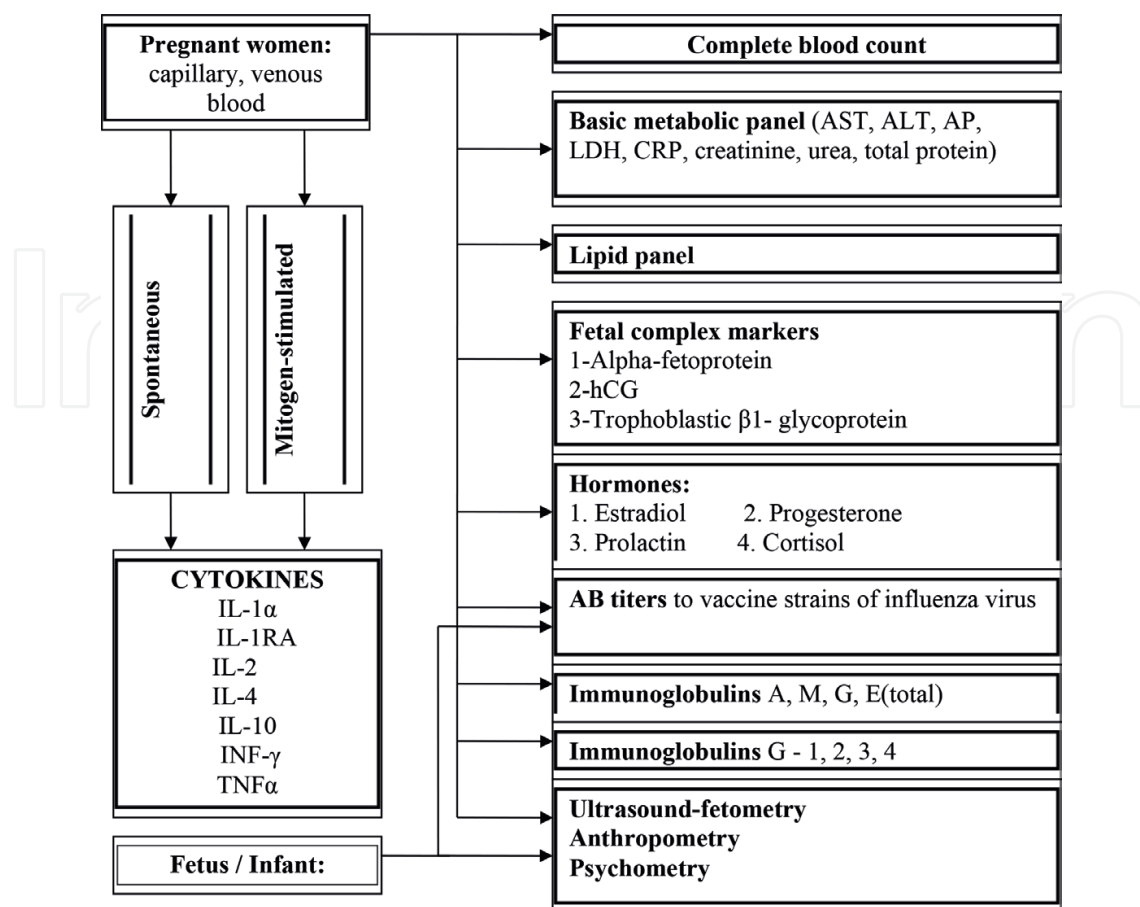 Pregnant women:
capillary, venous
blood
Spontaneous
Mitogen-stimulated
CYTOKINES
IL-1α
IL-1RA
IL-2
IL-4
IL-10
INF-γ
TNFα
Fetus / Infant:
Complete blood count
Basic metabolic panel (AST, ALT, AP,
LDH, CRP, creatinine, urea, total protein)
Lipid panel
Fetal complex markers
1-Alpha-fetoprotein
2-hCG
3-Trophoblastic β1- glycoprotein
Hormones:
1. Estradiol 2. Progesterone
3. Prolactin 4. Cortisol
AB titers to vaccine strains of influenza virus
Immunoglobulins A, M, G, E(total)
Immunoglobulins G - 1, 2, 3, 4
Ultrasound-fetometry
Anthropometry
Psychometry